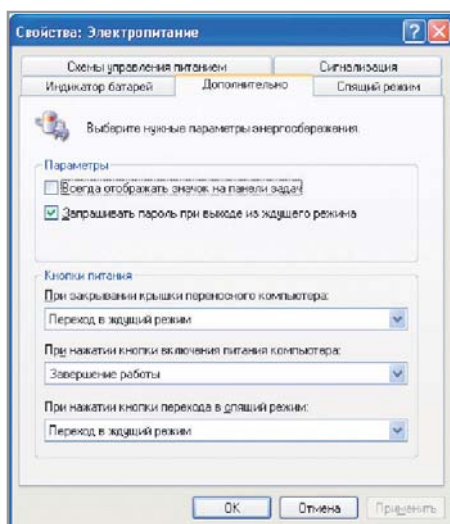 Свойства: Электропитание
Схемы управления питанием
Сигнализация
Индикатор батарей
Дополнительно
Спящий режим
Выберите нужные параметры энергосбережения.
Параметры
Всегда отображать значок на панели задач
Запрашивать пароль при выходе из ждущего режима
Кнопки питания
При закрывании крышки переносного компьютера:
Переход в ждущий режим
При нажатии кнопки включения питания компьютера:
Завершение работы
При нажатии кнопки перехода в спящий режим:
Переход в ждущий режим
OK
Отмена
Применить